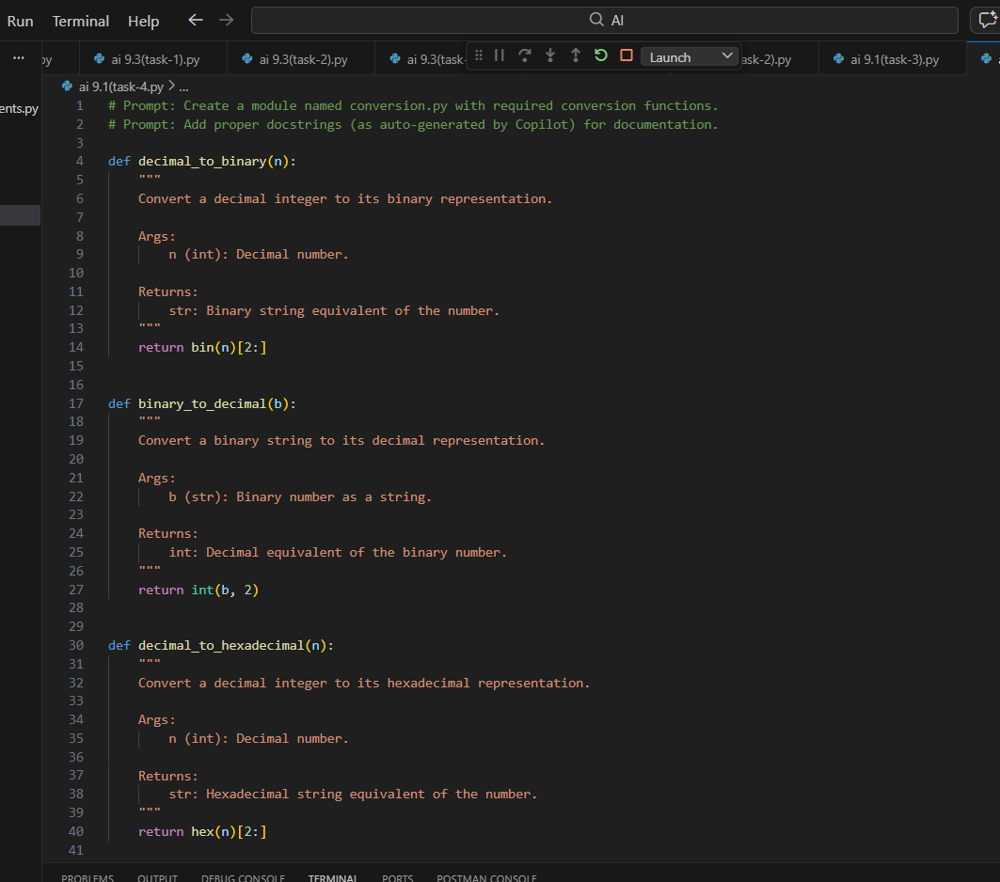 Run Terminal Help AI
py ai 9.3(task-1).py ai 9.3(task-2).py ai 9.3(task- Launch ask-2).py ai 9.1(task-3).py
ents.py
ai 9.1(task-4.py > ...
1 # Prompt: Create a module named conversion.py with required conversion functions.
2 # Prompt: Add proper docstrings (as auto-generated by Copilot) for documentation.
3
4 def decimal_to_binary(n):
5 """
6 Convert a decimal integer to its binary representation.
7
8 Args:
9 n (int): Decimal number.
10
11 Returns:
12 str: Binary string equivalent of the number.
13 """
14 return bin(n)[2:]
15
16
17 def binary_to_decimal(b):
18 """
19 Convert a binary string to its decimal representation.
20
21 Args:
22 b (str): Binary number as a string.
23
24 Returns:
25 int: Decimal equivalent of the binary number.
26 """
27 return int(b, 2)
28
29
30 def decimal_to_hexadecimal(n):
31 """
32 Convert a decimal integer to its hexadecimal representation.
33
34 Args:
35 n (int): Decimal number.
36
37 Returns:
38 str: Hexadecimal string equivalent of the number.
39 """
40 return hex(n)[2:]
41
PROBLEMS OUTPUT DEBUG CONSOLE TERMINAL PORTS POSTMAN CONSOLE